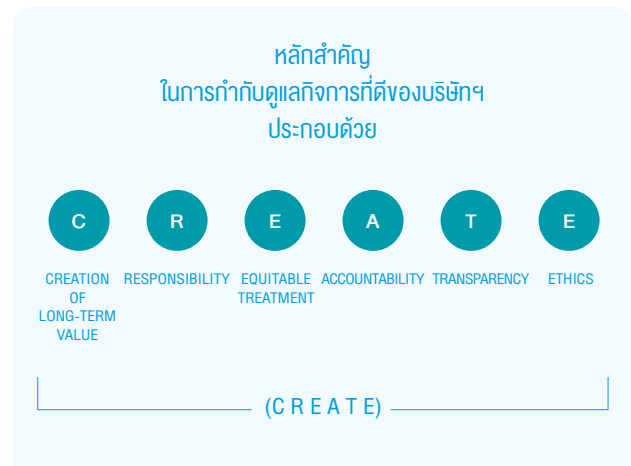 หลักสำคัญ
ในการกำกับดูแลกิจการที่ดีของบริษัทฯ
ประกอบด้วย
C R E A T E
CREATION OF LONG-TERM VALUE
RESPONSIBILITY
EQUITABLE TREATMENT
ACCOUNTABILITY
TRANSPARENCY
ETHICS
(C R E A T E)